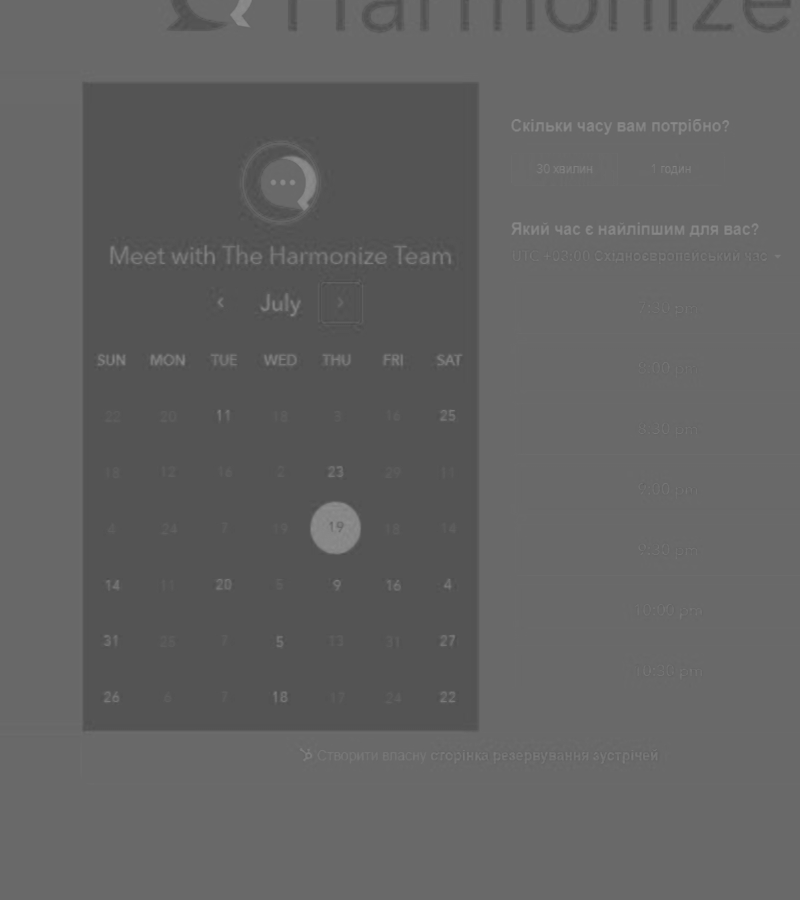 Harmonize
Скільки часу вам потрібно?
30 хвилин 1 годин
Meet with The Harmonize Team
Який час є найліпшим для вас?
UTC +03:00 Східноєвропейський час
‹ July ›
7:30 pm
SUN MON TUE WED THU FRI SAT
8:00 pm
22 20 11 18 3 16 25
8:30 pm
18 12 16 2 23 29 11
9:00 pm
4 24 7 19 19 18 14
9:30 pm
14 11 20 5 9 16 4
10:00 pm
31 28 7 5 13 31 27
10:30 pm
26 6 7 18 17 24 22
Створити власну сторінка резервування зустрічей